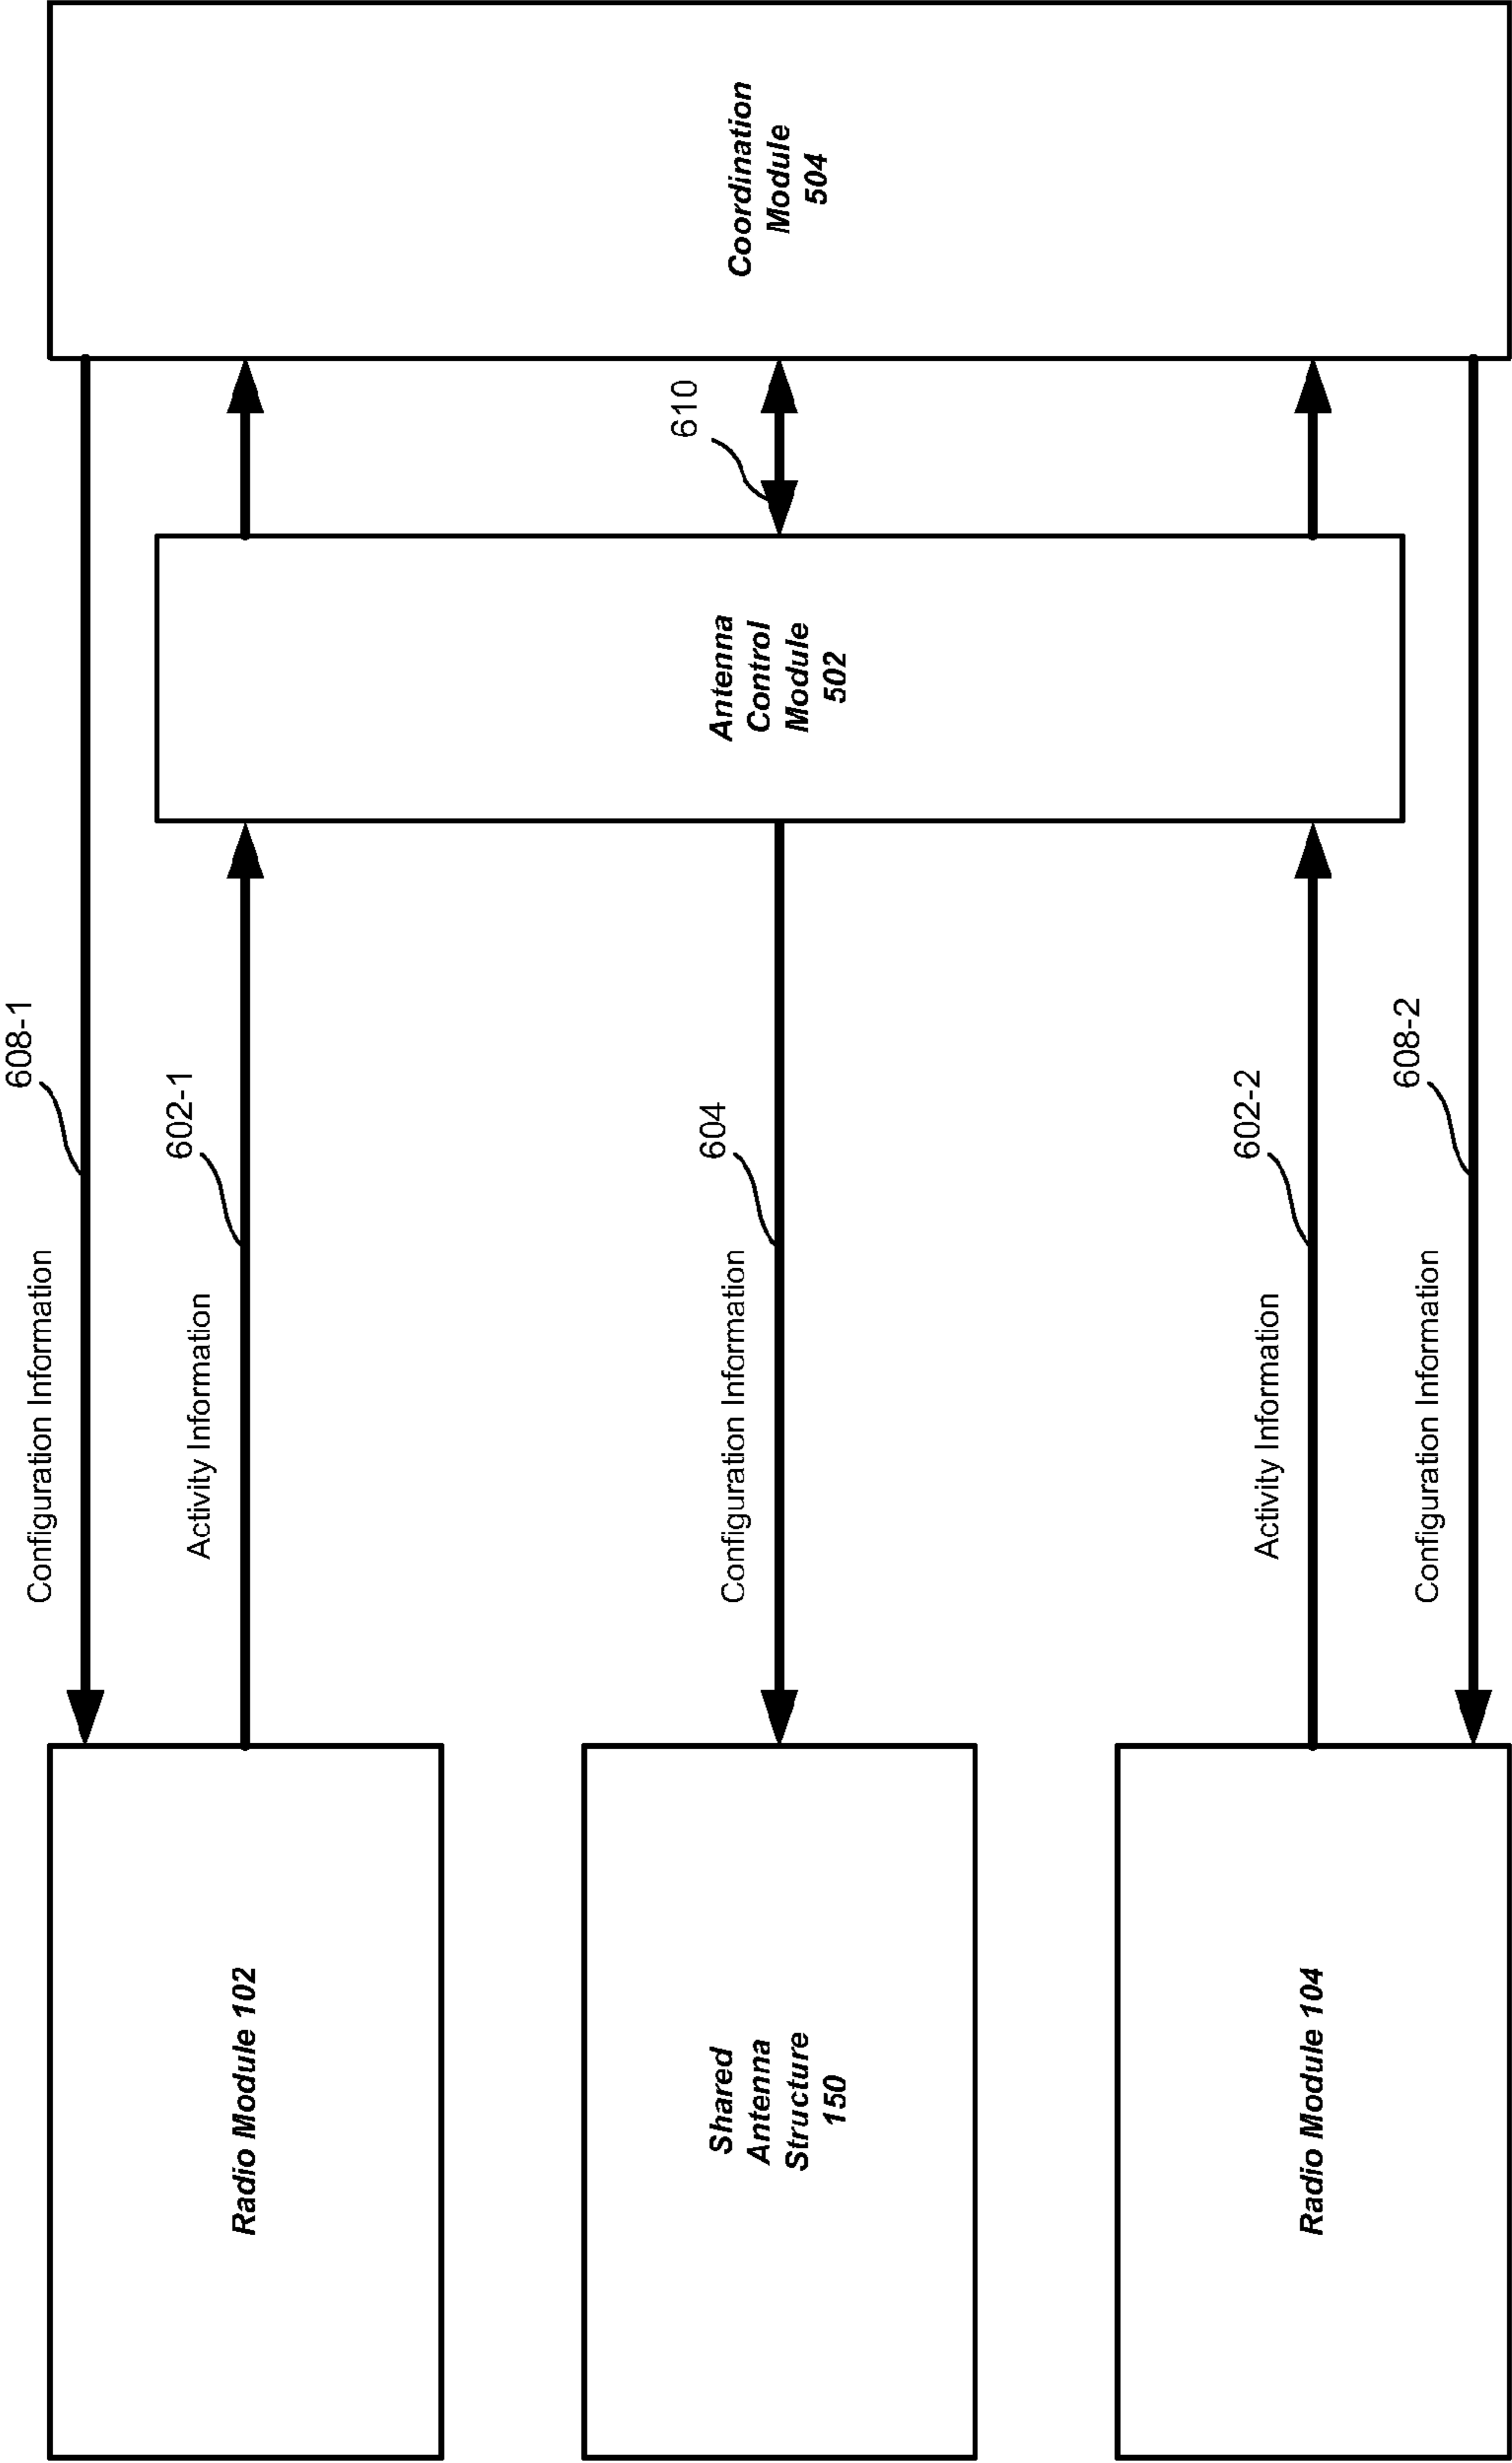 608-1
Configuration Information
602-1
Activity Information
Radio Module 102
Coordination
Module
504
610
Antenna
Control
Module
502
604
Configuration Information
Shared
Antenna
Structure
150
602-2
Activity Information
608-2
Configuration Information
Radio Module 104